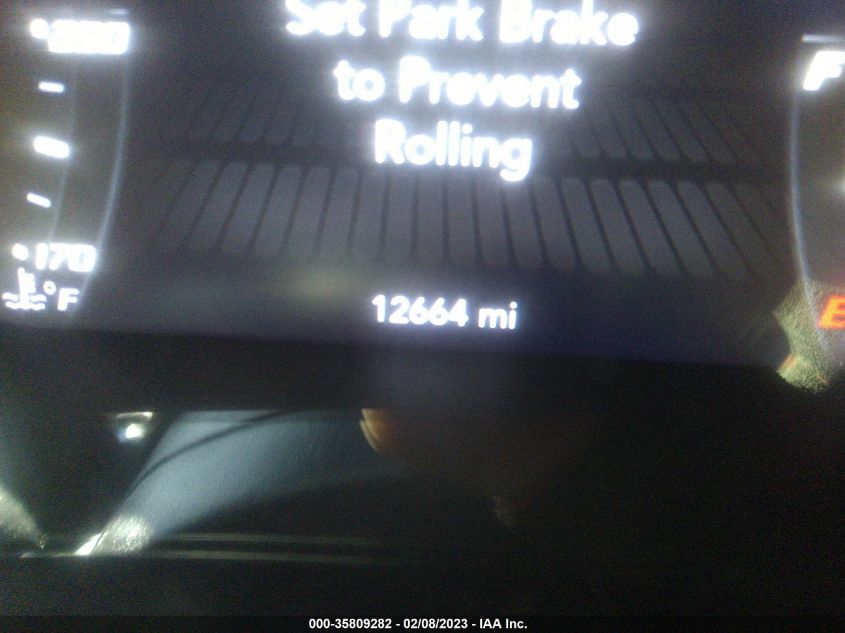 Set Park Brake
to Prevent
Rolling
F
170
°F
12664 mi
E
000-35809282 - 02/08/2023 - IAA Inc.